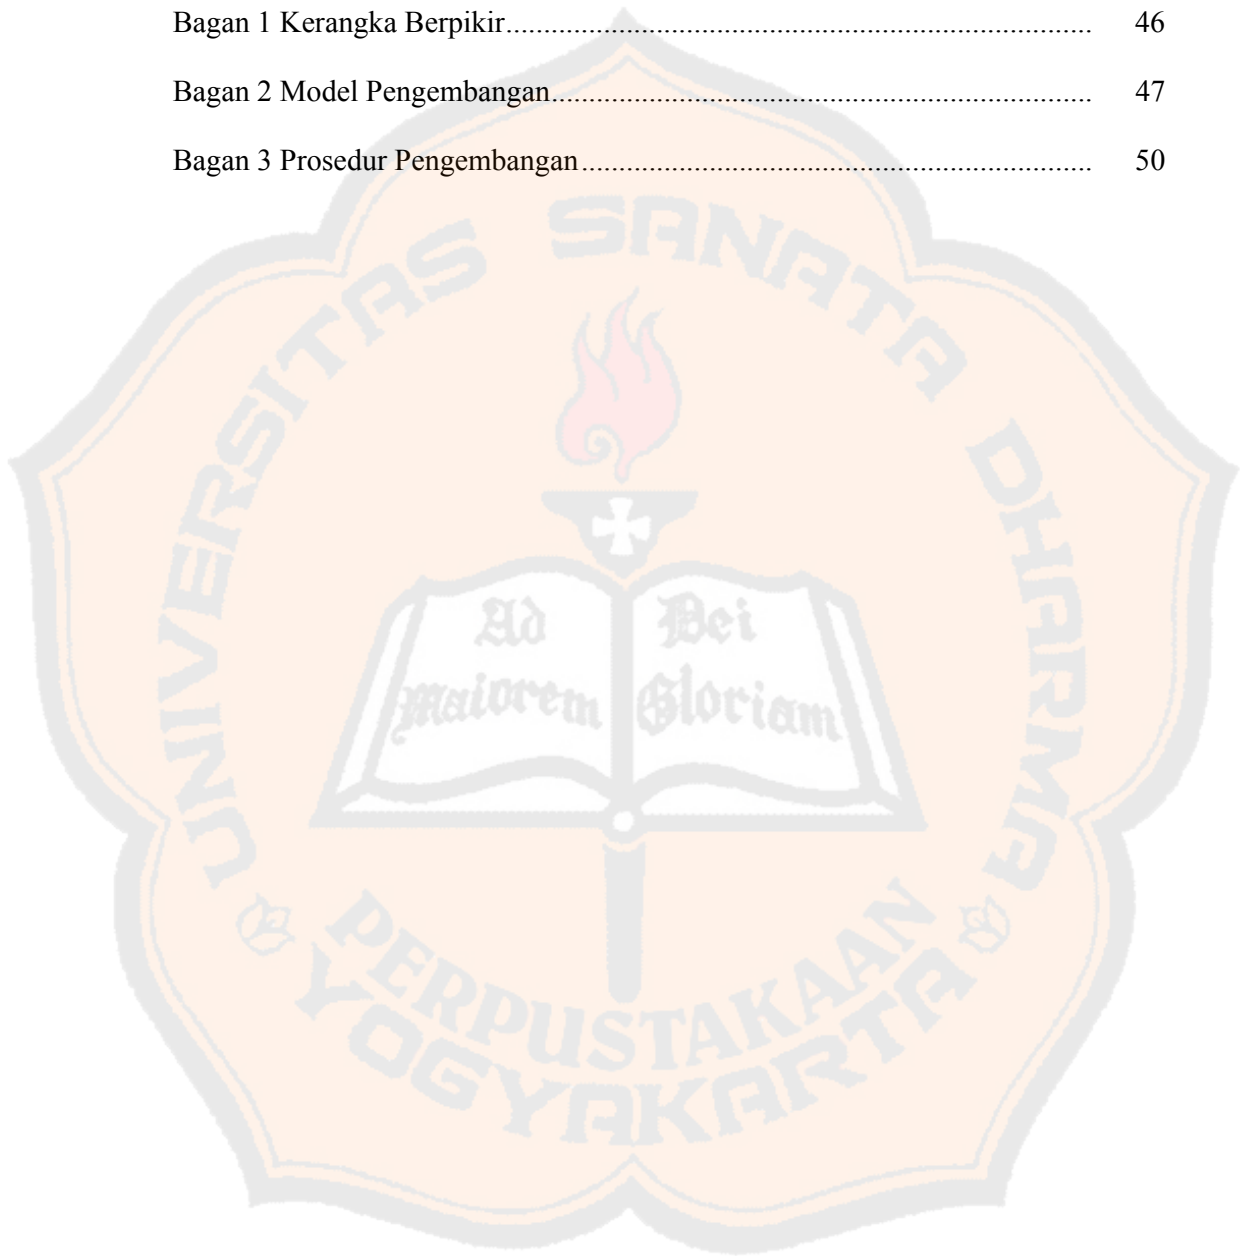 Bagan 1 Kerangka Berpikir............................................................................. 46
Bagan 2 Model Pengembangan....................................................................... 47
Bagan 3 Prosedur Pengembangan................................................................... 50
UNIVERSITAS SANATA DHARMA
Ad Dei
maiorem Gloriam
PERPUSTAKAAN
YOGYAKARTA